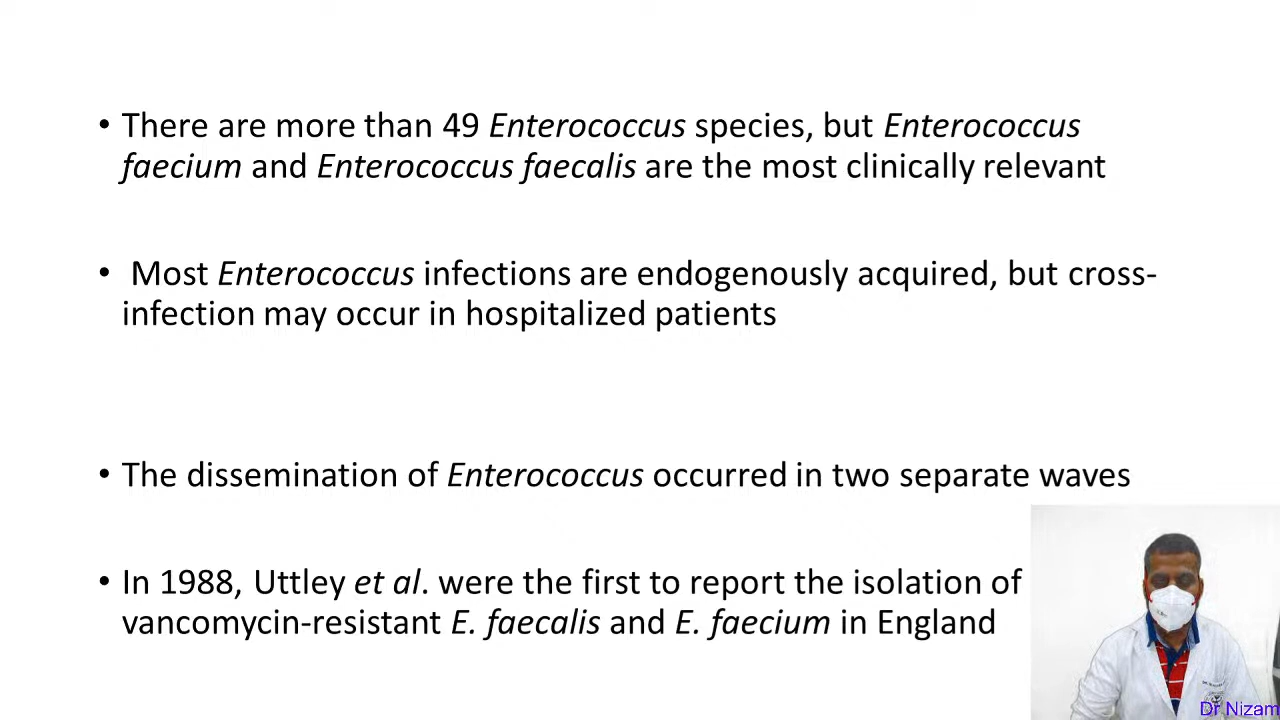 • There are more than 49 Enterococcus species, but Enterococcus
faecium and Enterococcus faecalis are the most clinically relevant
• Most Enterococcus infections are endogenously acquired, but cross-
infection may occur in hospitalized patients
• The dissemination of Enterococcus occurred in two separate waves
• In 1988, Uttley et al. were the first to report the isolation of
vancomycin-resistant E. faecalis and E. faecium in England
Dr Nizam